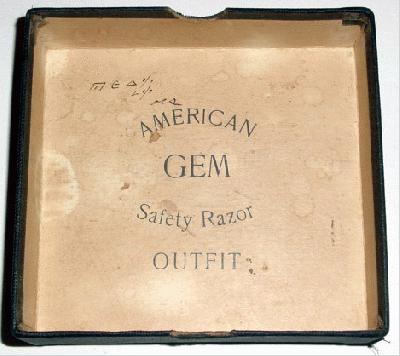 AMERICAN
GEM
Safety Razor
OUTFIT